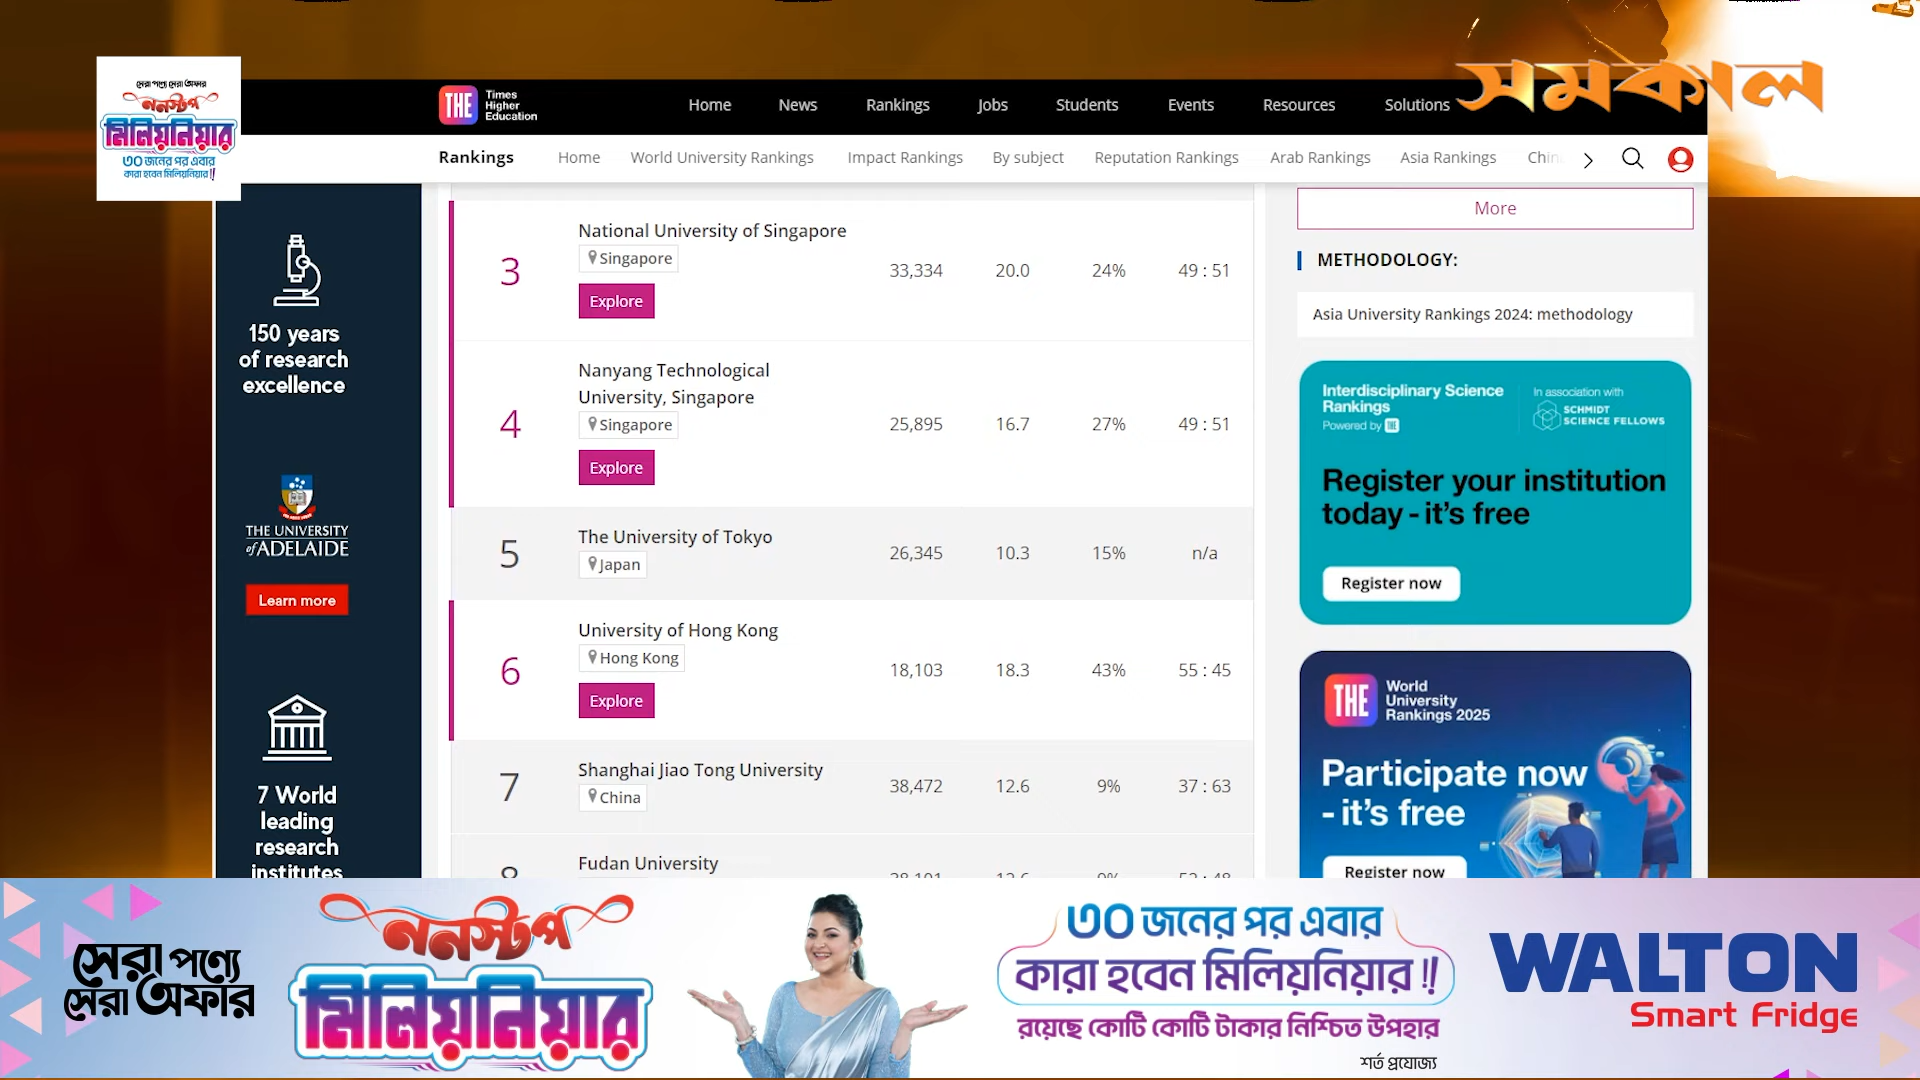 সেরা পণ্যে সেরা অফার
ননস্টপ
মিলিয়নিয়ার
৩০ জনের পর এবার
কারা হবেন মিলিয়নিয়ার!!
THE Times Higher Education
Home News Rankings Jobs Students Events Resources Solutions
সমকাল
Rankings Home World University Rankings Impact Rankings By subject Reputation Rankings Arab Rankings Asia Rankings
150 years
of research
excellence
THE UNIVERSITY
of ADELAIDE
Learn more
7 World
leading
research
institutes
3 National University of Singapore 33,334 20.0 24% 49 : 51
Singapore
Explore
4 Nanyang Technological
University, Singapore 25,895 16.7 27% 49 : 51
Singapore
Explore
5 The University of Tokyo 26,345 10.3 15% n/a
Japan
6 University of Hong Kong 18,103 18.3 43% 55 : 45
Hong Kong
Explore
7 Shanghai Jiao Tong University 38,472 12.6 9% 37 : 63
China
Fudan University
More
METHODOLOGY:
Asia University Rankings 2024: methodology
Interdisciplinary Science
Rankings
Powered by THE
In association with
SCHMIDT
SCIENCE FELLOWS
Register your institution
today - it's free
Register now
THE World
University
Rankings 2025
Participate now
- it's free
Register now
সেরা পণ্যে
সেরা অফার
ননস্টপ
মিলিয়নিয়ার
৩০ জনের পর এবার
কারা হবেন মিলিয়নিয়ার!!
রয়েছে কোটি কোটি টাকার নিশ্চিত উপহার
শর্ত প্রযোজ্য
WALTON
Smart Fridge